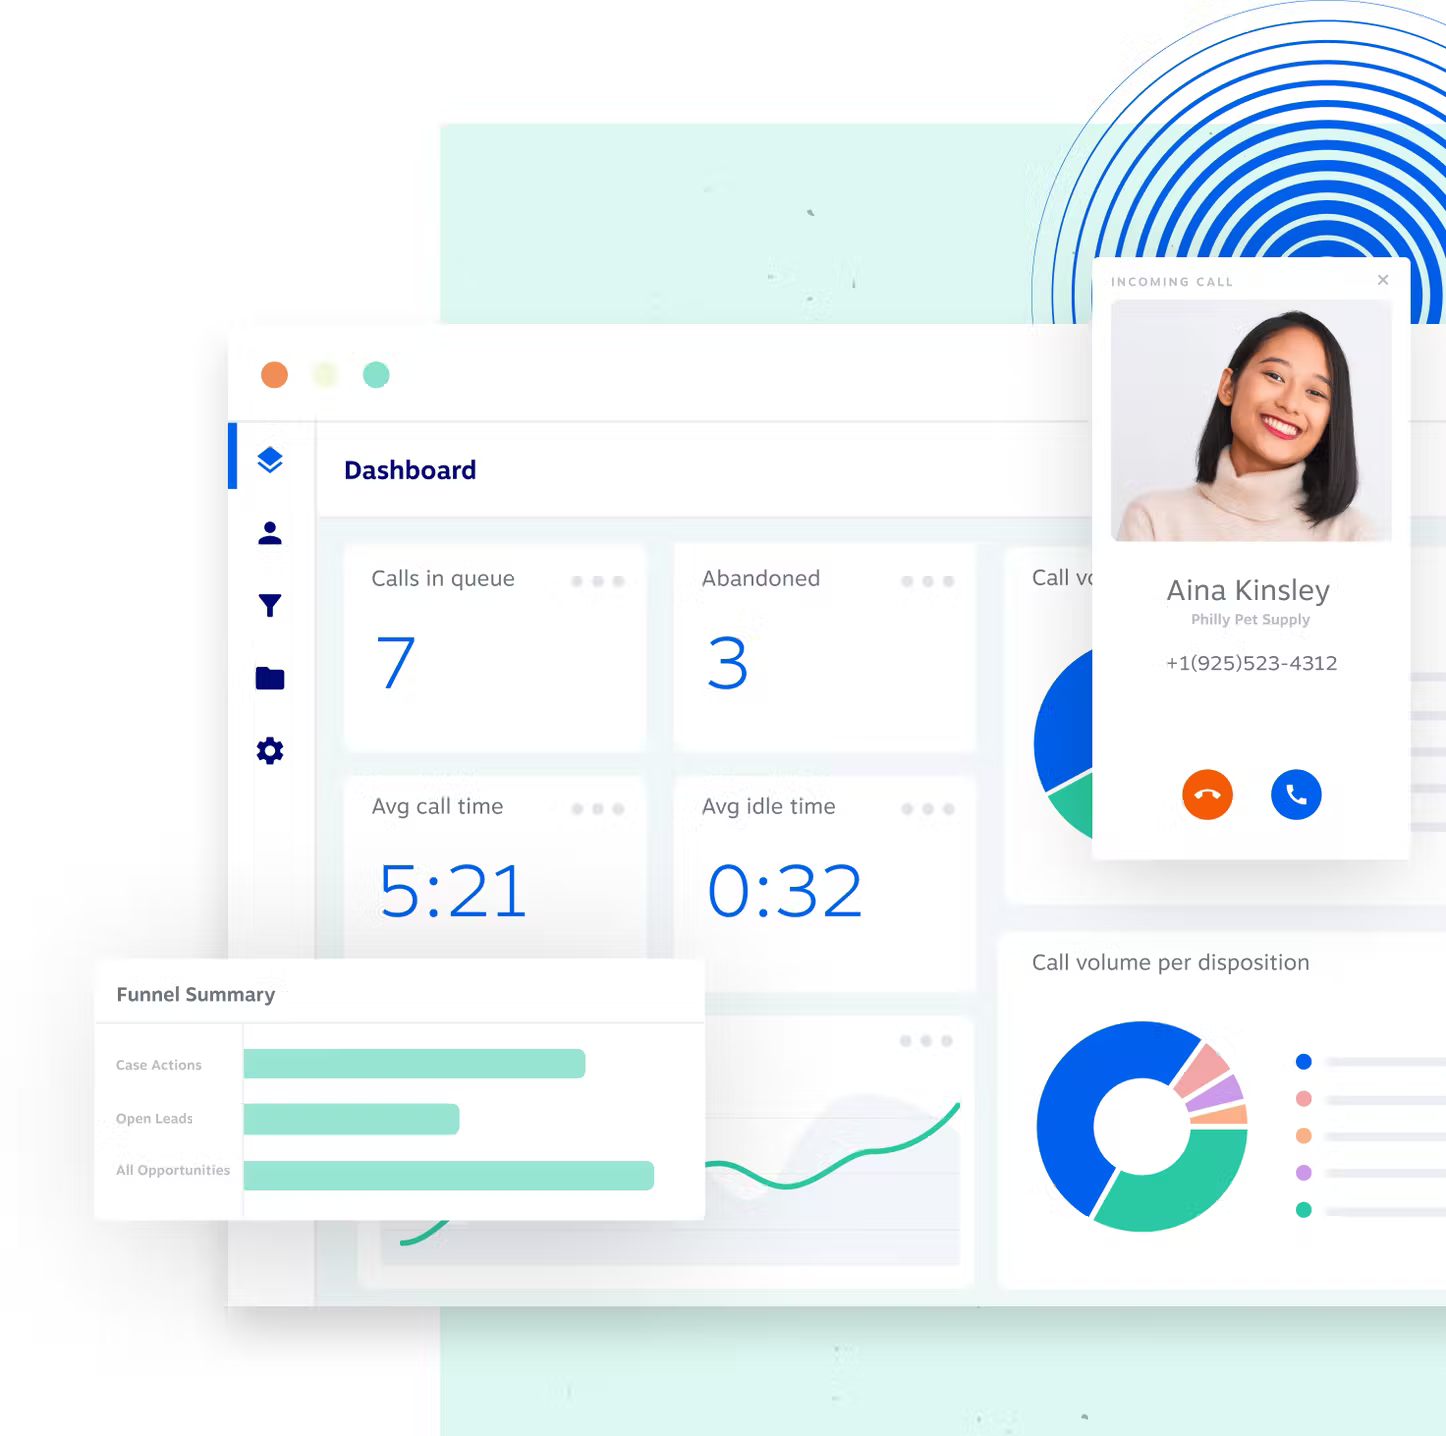 INCOMING CALL
Aina Kinsley
Philly Pet Supply
+1(925)523-4312
Dashboard
Calls in queue
7
Abandoned
3
Call
Avg call time
5:21
Avg idle time
0:32
Call volume per disposition
Funnel Summary
Case Actions
Open Leads
All Opportunities